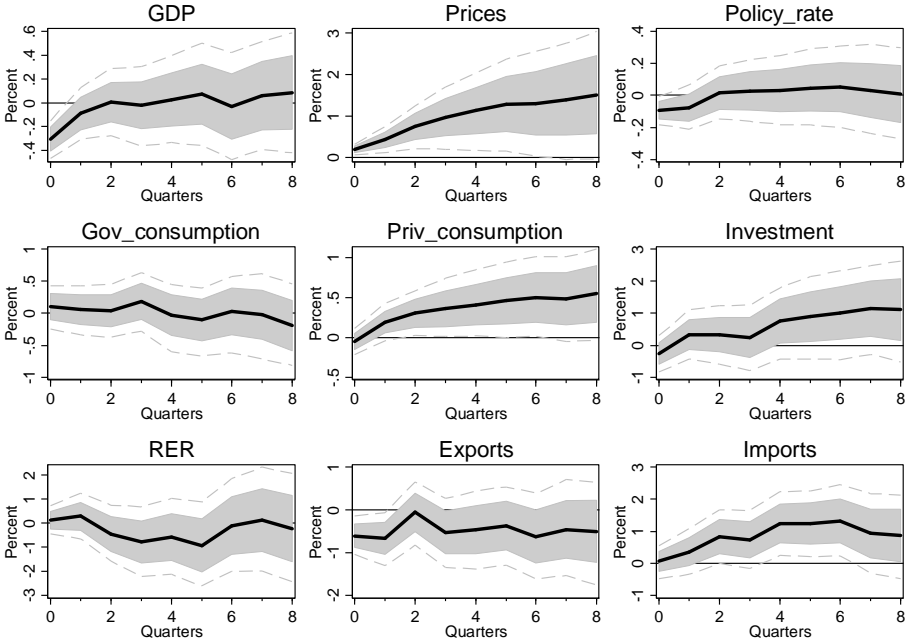 GDP
Percent
.6
.4
.2
0
.2
.4
0 2 4 6 8
Quarters
Prices
Percent
3
2
1
0
0 2 4 6 8
Quarters
Policy_rate
Percent
.4
.2
0
-.2
-.4
0 2 4 6 8
Quarters
Gov_consumption
Percent
1
.5
0
-.5
-1
0 2 4 6 8
Quarters
Priv_consumption
Percent
1
.5
0
-.5
0 2 4 6 8
Quarters
Investment
Percent
3
2
1
0
-1
0 2 4 6 8
Quarters
RER
Percent
2
1
0
-1
-2
-3
0 2 4 6 8
Quarters
Exports
Percent
1
0
-1
-2
0 2 4 6 8
Quarters
Imports
Percent
3
2
1
0
-1
0 2 4 6 8
Quarters